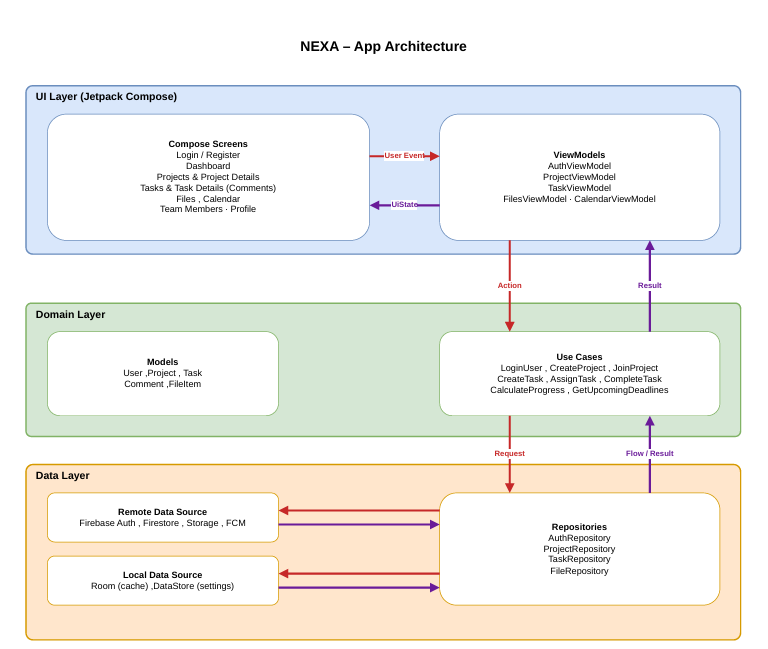 NEXA – App Architecture
UI Layer (Jetpack Compose)
Compose Screens
Login / Register
Dashboard
Projects & Project Details
Tasks & Task Details (Comments)
Files , Calendar
Team Members · Profile
User Event
UiState
ViewModels
AuthViewModel
ProjectViewModel
TaskViewModel
FilesViewModel · CalendarViewModel
Action
Result
Domain Layer
Models
User ,Project , Task
Comment ,FileItem
Use Cases
LoginUser , CreateProject , JoinProject
CreateTask , AssignTask , CompleteTask
CalculateProgress , GetUpcomingDeadlines
Request
Flow / Result
Data Layer
Remote Data Source
Firebase Auth , Firestore , Storage , FCM
Local Data Source
Room (cache) ,DataStore (settings)
Repositories
AuthRepository
ProjectRepository
TaskRepository
FileRepository